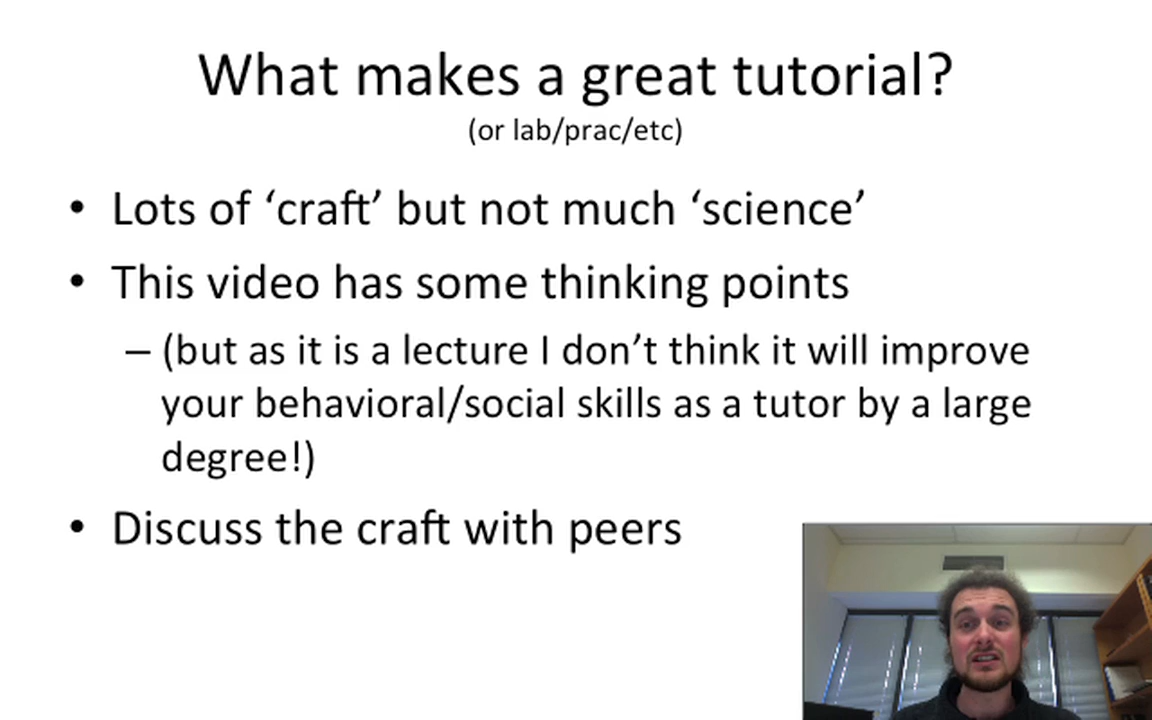 What makes a great tutorial?
(or lab/prac/etc)
• Lots of ‘craft’ but not much ‘science’
• This video has some thinking points
– (but as it is a lecture I don’t think it will improve
your behavioral/social skills as a tutor by a large
degree!)
• Discuss the craft with peers